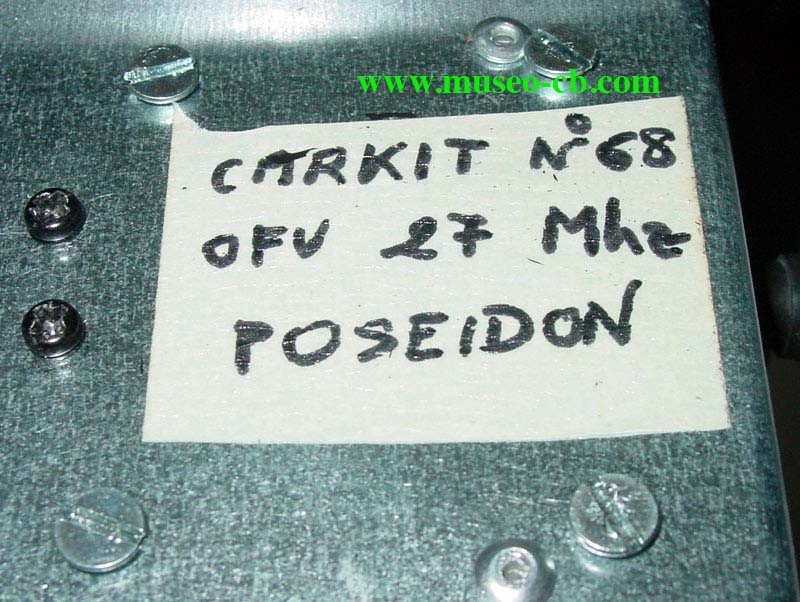 www.museo-cb.com
CARKIT N° 68
OFV 27 Mhz
POSEIDON